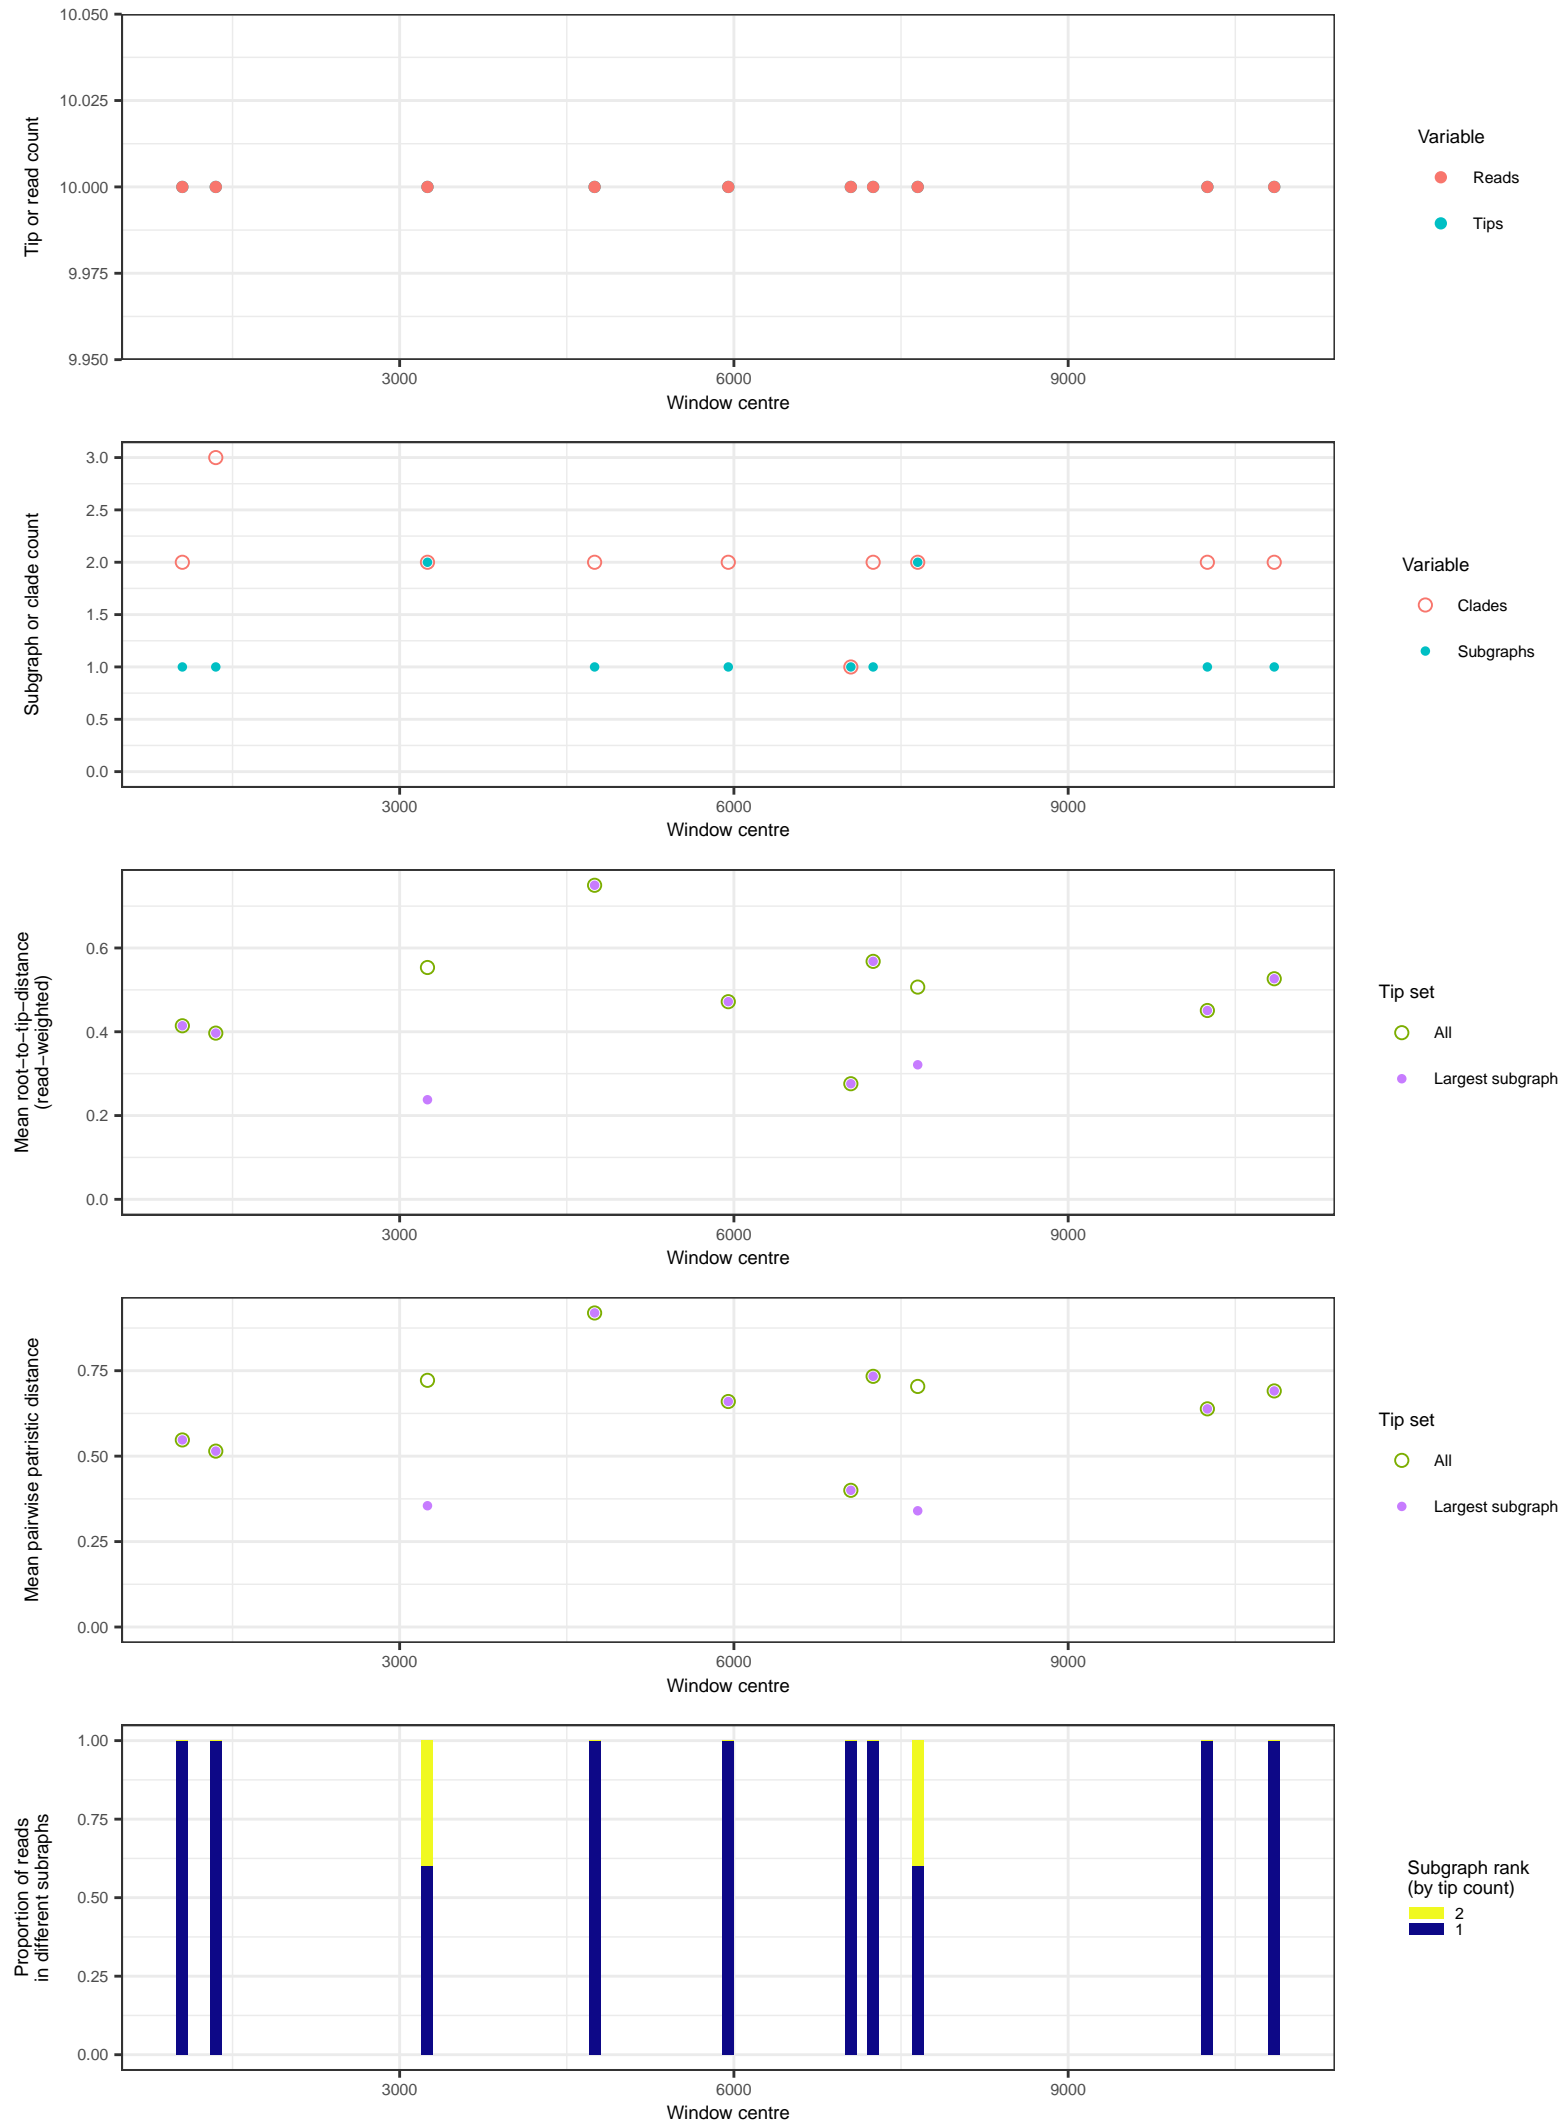 10.050
10.025
10.000
9.975
9.950
Tip or read count
3000
6000
9000
Window centre
Variable
Reads
Tips
3.0
2.5
2.0
1.5
1.0
0.5
0.0
Subgraph or clade count
3000
6000
9000
Window centre
Variable
Clades
Subgraphs
0.6
0.4
0.2
0.0
Mean root−to−tip−distance
(read−weighted)
3000
6000
9000
Window centre
Tip set
All
Largest subgraph
0.75
0.50
0.25
0.00
Mean pairwise patristic distance
3000
6000
9000
Window centre
Tip set
All
Largest subgraph
1.00
0.75
0.50
0.25
0.00
Proportion of reads
in different subraphs
3000
6000
9000
Window centre
Subgraph rank
(by tip count)
2
1